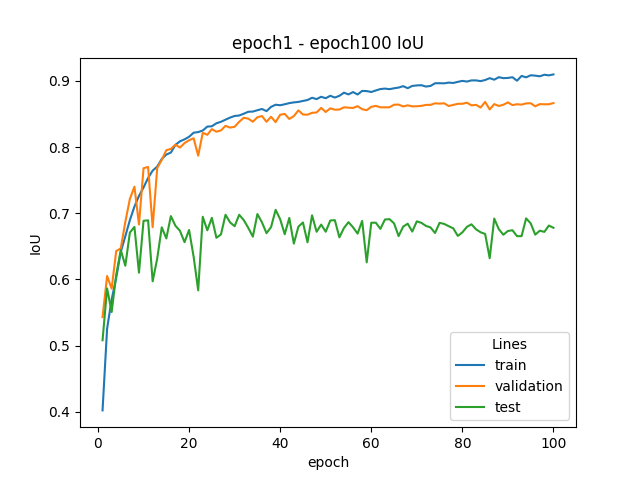 epoch1 - epoch100 IoU
0.9
0.8
0.7
0.6
0.5
0.4
IoU
0 20 40 60 80 100
epoch
Lines
train
validation
test